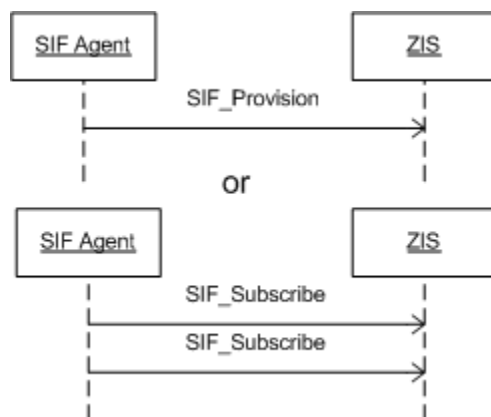 SIF Agent
ZIS
SIF_Provision
or
SIF Agent
ZIS
SIF_Subscribe
SIF_Subscribe